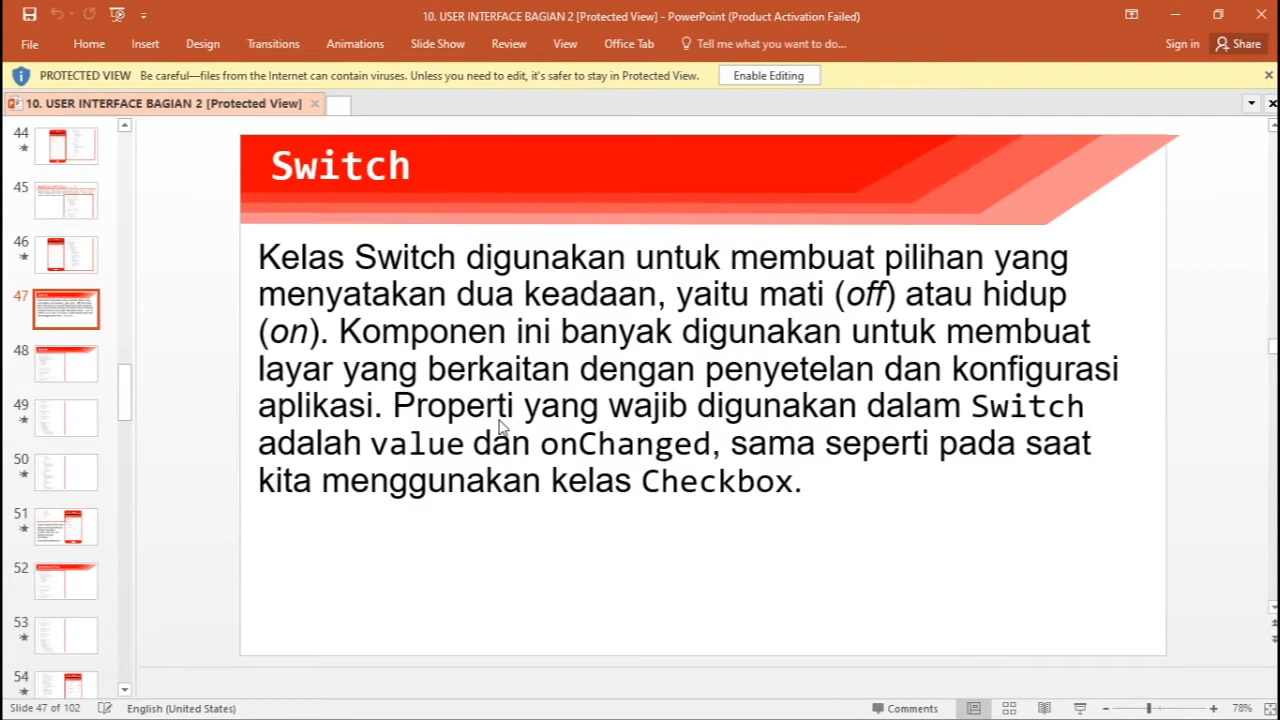 10. USER INTERFACE BAGIAN 2 [Protected View] - PowerPoint (Product Activation Failed)
File Home Insert Design Transitions Animations Slide Show Review View Office Tab Tell me what you want to do... Sign in Share
PROTECTED VIEW Be careful—files from the Internet can contain viruses. Unless you need to edit, it's safer to stay in Protected View. Enable Editing
10. USER INTERFACE BAGIAN 2 [Protected View]
44
45
46
47
48
49
50
51
52
53
54
Switch
Kelas Switch digunakan untuk membuat pilihan yang
menyatakan dua keadaan, yaitu mati (off) atau hidup
(on). Komponen ini banyak digunakan untuk membuat
layar yang berkaitan dengan penyetelan dan konfigurasi
aplikasi. Properti yang wajib digunakan dalam Switch
adalah value dan onChanged, sama seperti pada saat
kita menggunakan kelas Checkbox.
Slide 47 of 102 English (United States) Comments 78%